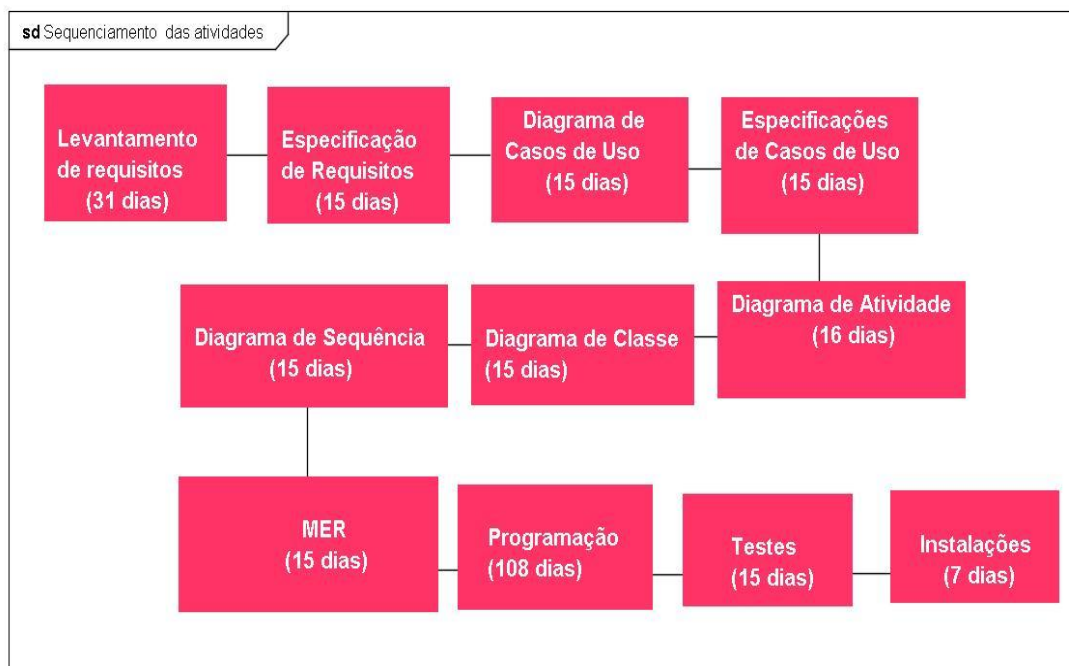 sd Sequenciamento das atividades
Levantamento
de requisitos
(31 dias)
Especificação
de Requisitos
(15 dias)
Diagrama de
Casos de Uso
(15 dias)
Especificações
de Casos de Uso
(15 dias)
Diagrama de Atividade
(16 dias)
Diagrama de Classe
(15 dias)
Diagrama de Sequência
(15 dias)
MER
(15 dias)
Programação
(108 dias)
Testes
(15 dias)
Instalações
(7 dias)